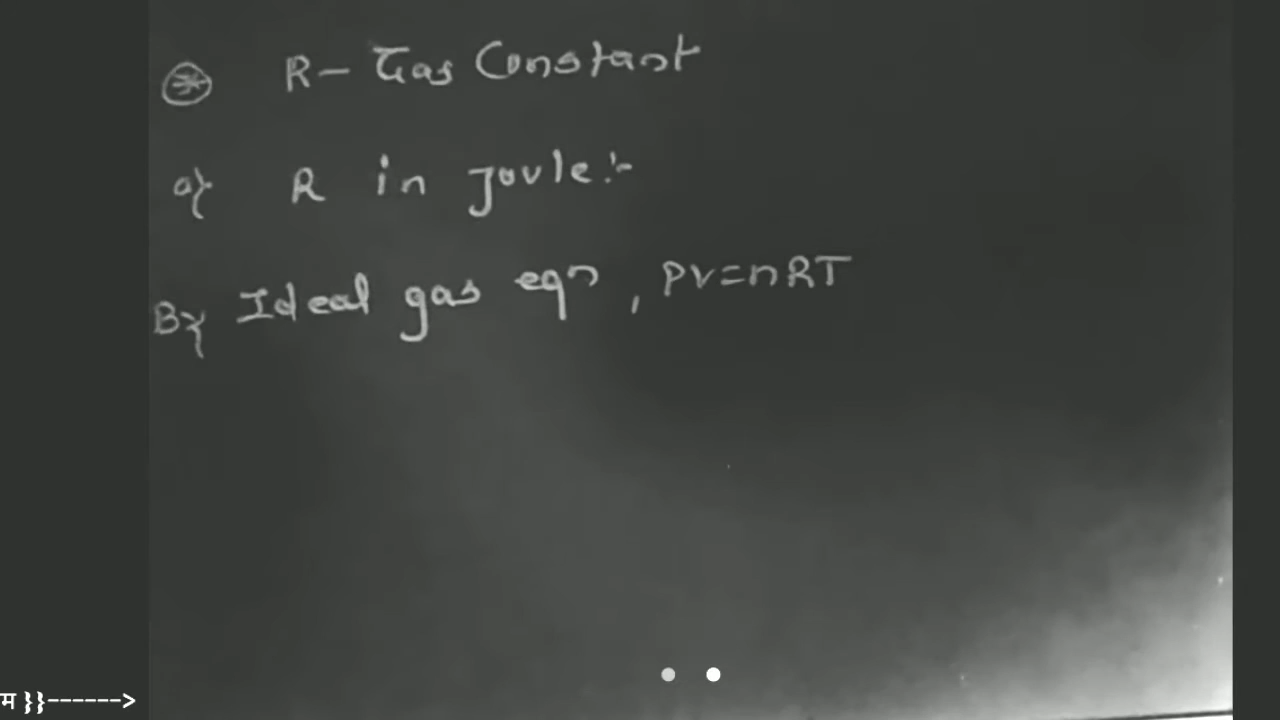 ⊛ R- Gas Constant
a) R in Joule:-
By Ideal gas eqn, PV=nRT
म }}------>